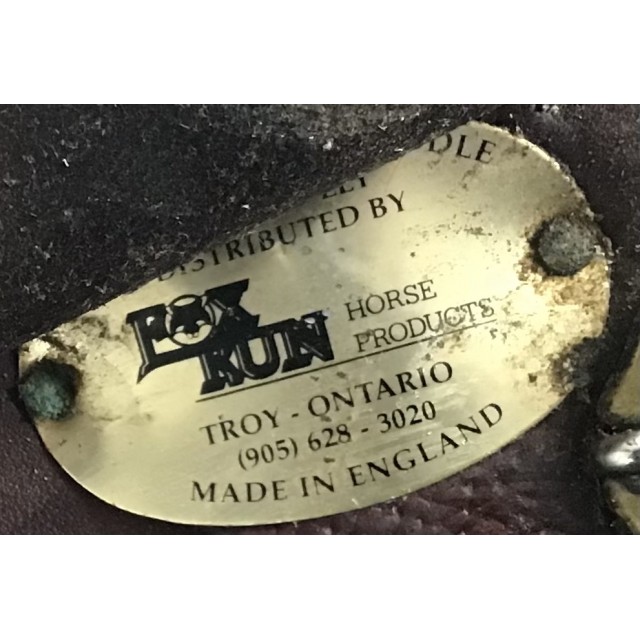 DISTRIBUTED BY
FOX RUN
HORSE PRODUCTS
TROY - ONTARIO
(905) 628 - 3020
MADE IN ENGLAND